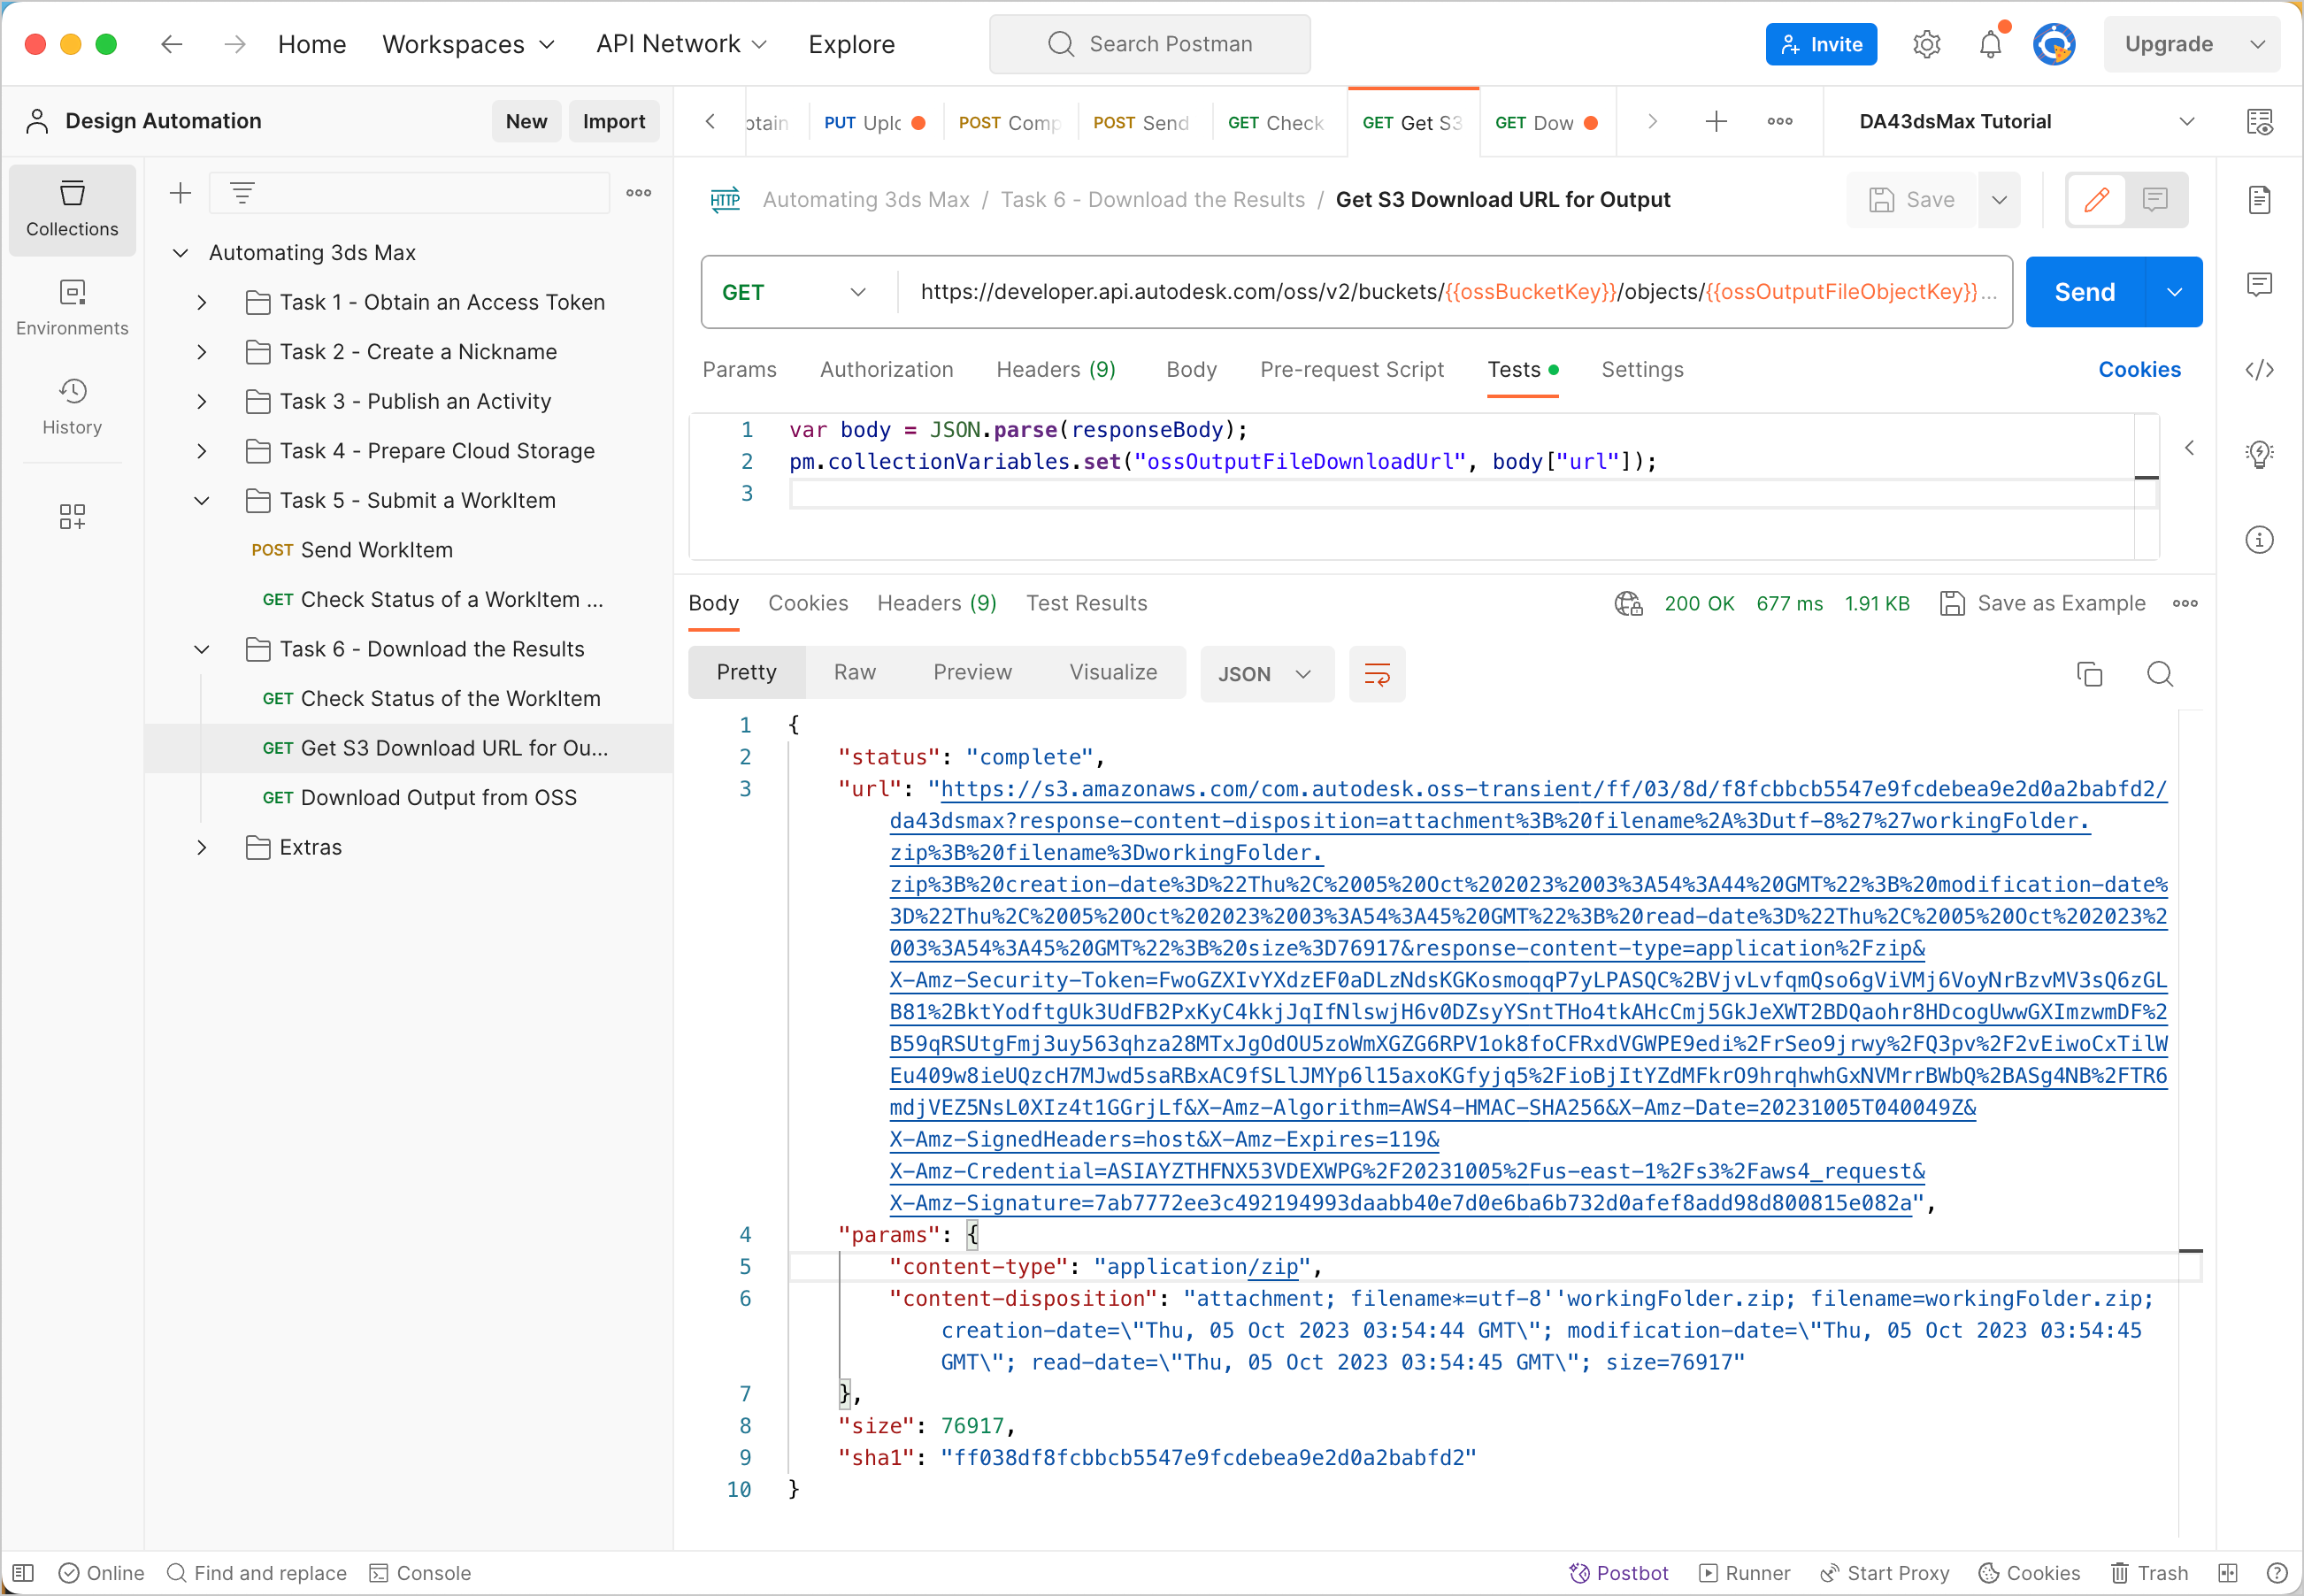 Home
Workspaces
API Network
Explore
Search Postman
Invite
Upgrade
Design Automation
New
Import
otain
PUT Uplc
POST Comp
POST Send
GET Check
GET Get S3
GET Dow
DA43dsMax Tutorial
Collections
Environments
History
Automating 3ds Max
Task 1 - Obtain an Access Token
Task 2 - Create a Nickname
Task 3 - Publish an Activity
Task 4 - Prepare Cloud Storage
Task 5 - Submit a WorkItem
POST Send WorkItem
GET Check Status of a WorkItem ...
Task 6 - Download the Results
GET Check Status of the WorkItem
GET Get S3 Download URL for Ou...
GET Download Output from OSS
Extras
HTTP Automating 3ds Max / Task 6 - Download the Results / Get S3 Download URL for Output
Save
GET https://developer.api.autodesk.com/oss/v2/buckets/{{ossBucketKey}}/objects/{{ossOutputFileObjectKey}}...
Send
Params Authorization Headers (9) Body Pre-request Script Tests Settings
Cookies
1 var body = JSON.parse(responseBody);
2 pm.collectionVariables.set("ossOutputFileDownloadUrl", body["url"]);
3
Body Cookies Headers (9) Test Results
200 OK 677 ms 1.91 KB Save as Example
Pretty Raw Preview Visualize JSON
1 {
2 "status": "complete",
3 "url": "https://s3.amazonaws.com/com.autodesk.oss-transient/ff/03/8d/f8fcbbcb5547e9fcdebea9e2d0a2babfd2/
da43dsmax?response-content-disposition=attachment%3B%20filename%2A%3Dutf-8%27%27workingFolder.
zip%3B%20filename%3DworkingFolder.
zip%3B%20creation-date%3D%22Thu%2C%2005%20Oct%202023%2003%3A54%3A44%20GMT%22%3B%20modification-date%
3D%22Thu%2C%2005%20Oct%202023%2003%3A54%3A45%20GMT%22%3B%20read-date%3D%22Thu%2C%2005%20Oct%202023%2
003%3A54%3A45%20GMT%22%3B%20size%3D76917&response-content-type=application%2Fzip&
X-Amz-Security-Token=FwoGZXIvYXdzEF0aDLzNdsKGKosmoqqP7yLPASQC%2BVjvLvfqmQso6gViVMj6VoyNrBzvMV3sQ6zGL
B81%2BktYodftgUk3UdFB2PxKyC4kkjJqIfNlswjH6v0DZsyYSntTHo4tkAHcCmj5GkJeXWT2BDQaohr8HDcogUwwGXImzwmDF%2
B59qRSUtgFmj3uy563qhza28MTxJgOdOU5zoWmXGZG6RPV1ok8foCFRxdVGWPE9edi%2FrSeo9jrwy%2FQ3pv%2F2vEiwoCxTilW
Eu409w8ieUQzcH7MJwd5saRBxAC9fSLlJMYp6l15axoKGfyjq5%2FioBjItYZdMFkrO9hrqhwhGxNVMrrBWbQ%2BASg4NB%2FTR6
mdjVEZ5NsL0XIz4t1GGrjLf&X-Amz-Algorithm=AWS4-HMAC-SHA256&X-Amz-Date=20231005T040049Z&
X-Amz-SignedHeaders=host&X-Amz-Expires=119&
X-Amz-Credential=ASIAYZTHFNX53VDEXWPG%2F20231005%2Fus-east-1%2Fs3%2Faws4_request&
X-Amz-Signature=7ab7772ee3c492194993daabb40e7d0e6ba6b732d0afef8add98d800815e082a",
4 "params": {
5 "content-type": "application/zip",
6 "content-disposition": "attachment; filename*=utf-8''workingFolder.zip; filename=workingFolder.zip;
creation-date=\"Thu, 05 Oct 2023 03:54:44 GMT\"; modification-date=\"Thu, 05 Oct 2023 03:54:45
GMT\"; read-date=\"Thu, 05 Oct 2023 03:54:45 GMT\"; size=76917"
7 },
8 "size": 76917,
9 "sha1": "ff038df8fcbbcb5547e9fcdebea9e2d0a2babfd2"
10 }
Online Find and replace Console
Postbot Runner Start Proxy Cookies Trash